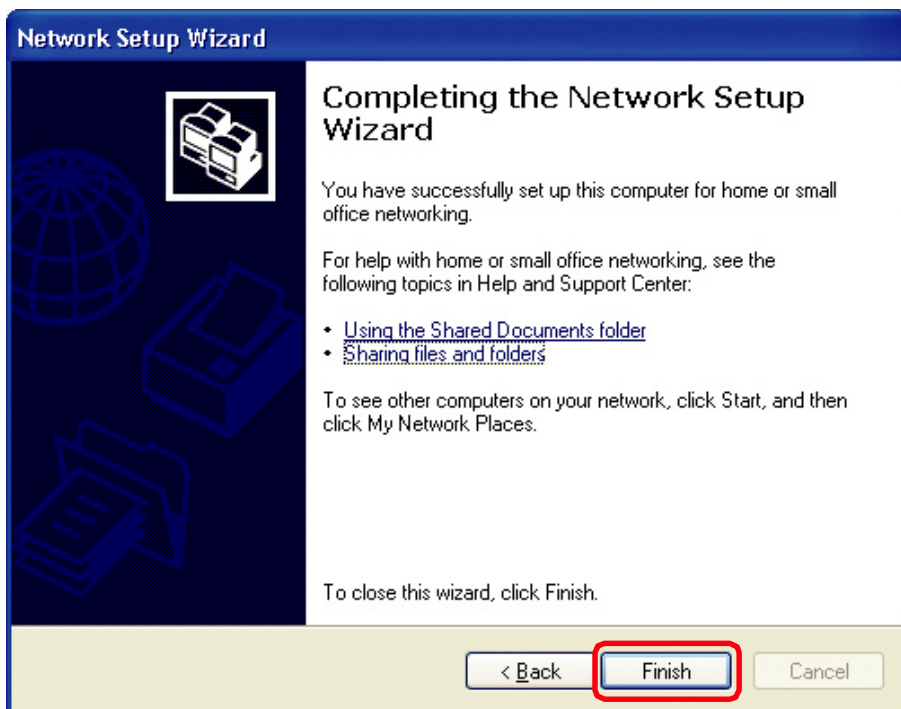 Network Setup Wizard
Completing the Network Setup
Wizard
You have successfully set up this computer for home or small
office networking.
For help with home or small office networking, see the
following topics in Help and Support Center:
• Using the Shared Documents folder
• Sharing files and folders
To see other computers on your network, click Start, and then
click My Network Places.
To close this wizard, click Finish.
< Back Finish Cancel